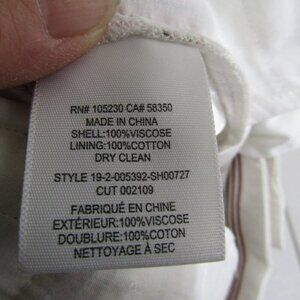 RN# 105230 CA# 58350
MADE IN CHINA
SHELL:100%VISCOSE
LINING:100%COTTON
DRY CLEAN
STYLE 19-2-005392-SH00727
CUT 002109
FABRIQUÉ EN CHINE
EXTÉRIEUR:100%VISCOSE
DOUBLURE:100%COTON
NETTOYAGE À SEC